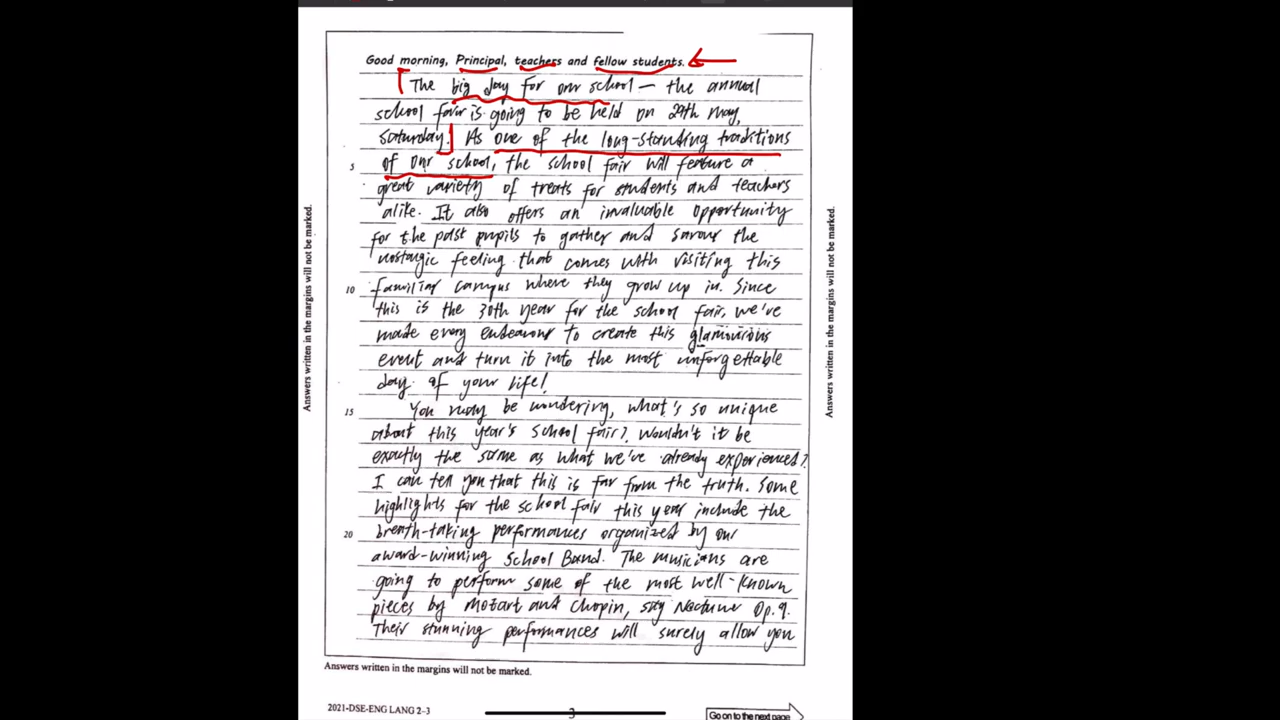 Good morning, Principal, teachers and fellow students.
The big day for our school — the annual
school fair is going to be held on 29th May,
Saturday. As one of the long-standing traditions
5 of our school, the school fair will feature a
great variety of treats for students and teachers
alike. It also offers an invaluable opportunity
for the past pupils to gather and savour the
nostalgic feeling that comes with visiting this
10 familiar campus where they grow up in. Since
this is the 30th year for the school fair, we've
made every endeavour to create this glamourious
event and turn it into the most unforgettable
day of your life!
15 You may be wondering, what's so unique
about this year's school fair? Wouldn't it be
exactly the same as what we've already experienced?
I can tell you that this is far from the truth. Some
highlights for the school fair this year include the
20 breath-taking performances organized by our
award-winning School Band. The musicians are
going to perform some of the most well-known
pieces by Mozart and Chopin, say Noctune Op.9.
Their stunning performances will surely allow you
Answers written in the margins will not be marked.
Answers written in the margins will not be marked.
Answers written in the margins will not be marked.
2021-DSE-ENG LANG 2-3
3
Go on to the next page